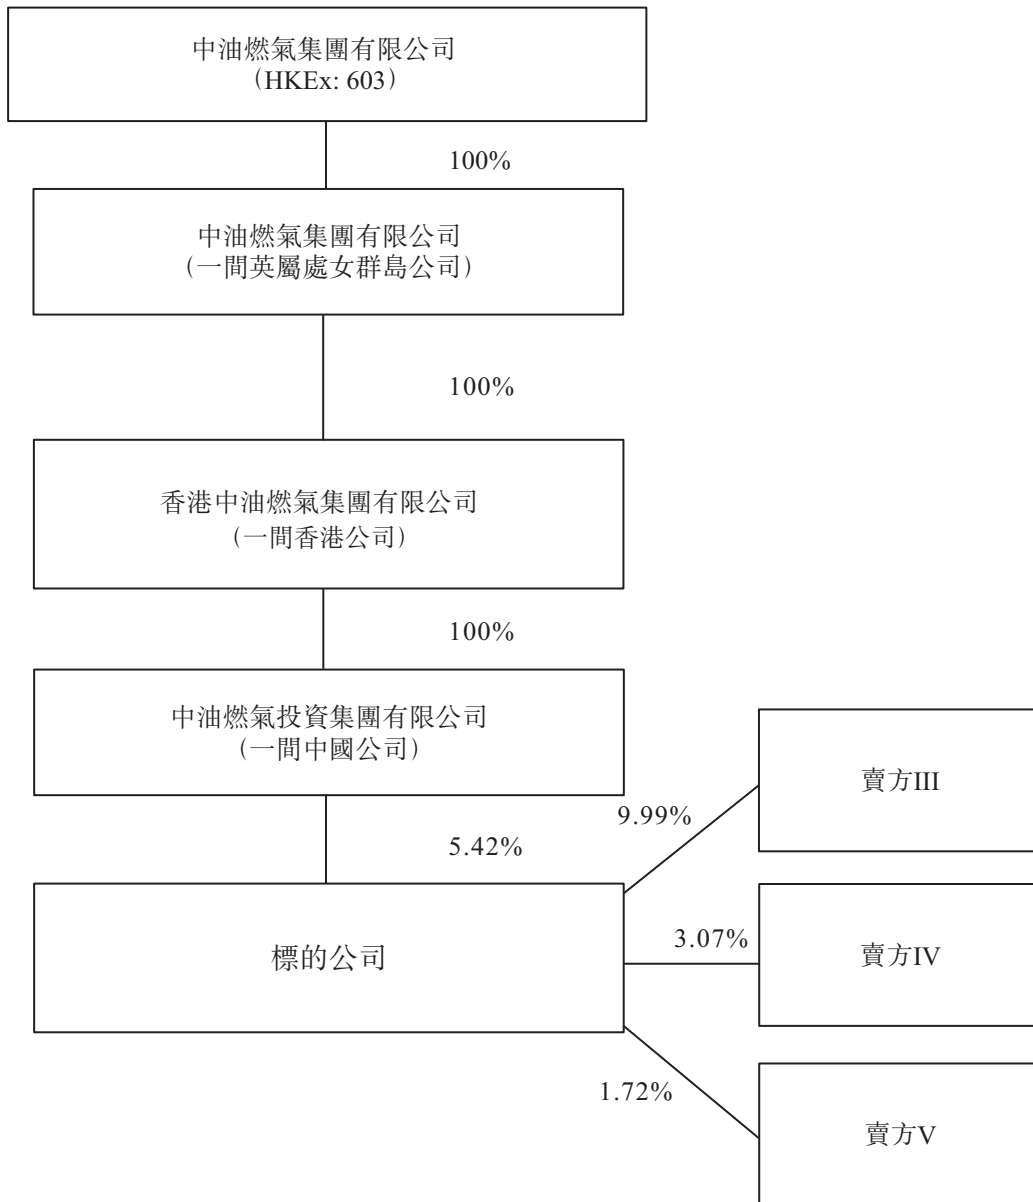 中油燃氣集團有限公司
（HKEx: 603）
100%
中油燃氣集團有限公司
（一間英屬處女群島公司）
100%
香港中油燃氣集團有限公司
（一間香港公司）
100%
中油燃氣投資集團有限公司
（一間中國公司）
賣方III
9.99%
5.42%
標的公司
3.07%
賣方IV
1.72%
賣方V